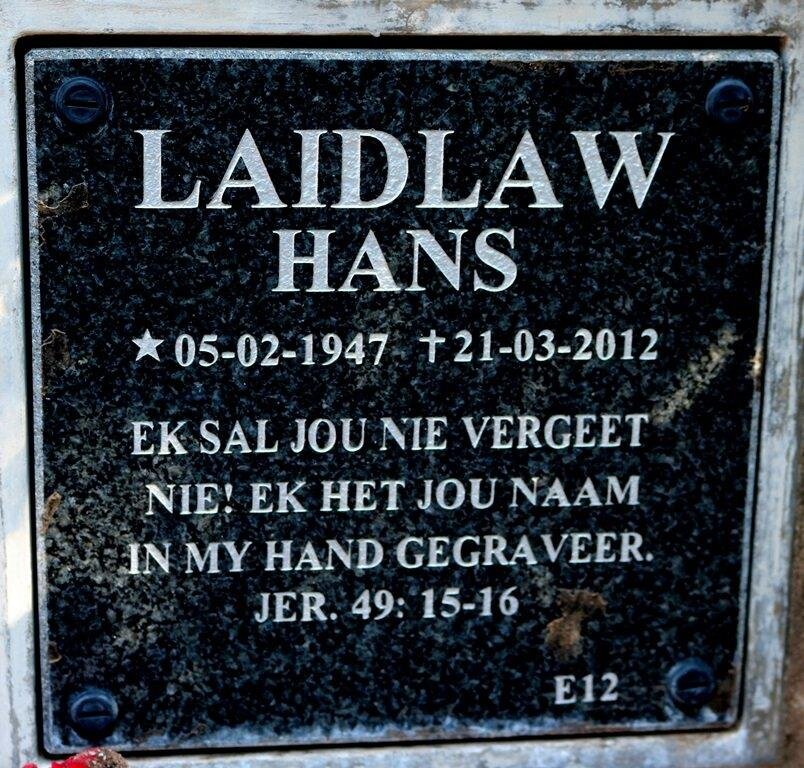 LAIDLAW
HANS
★05-02-1947 †21-03-2012
EK SAL JOU NIE VERGEET
NIE! EK HET JOU NAAM
IN MY HAND GEGRAVEER.
JER. 49: 15-16
E12